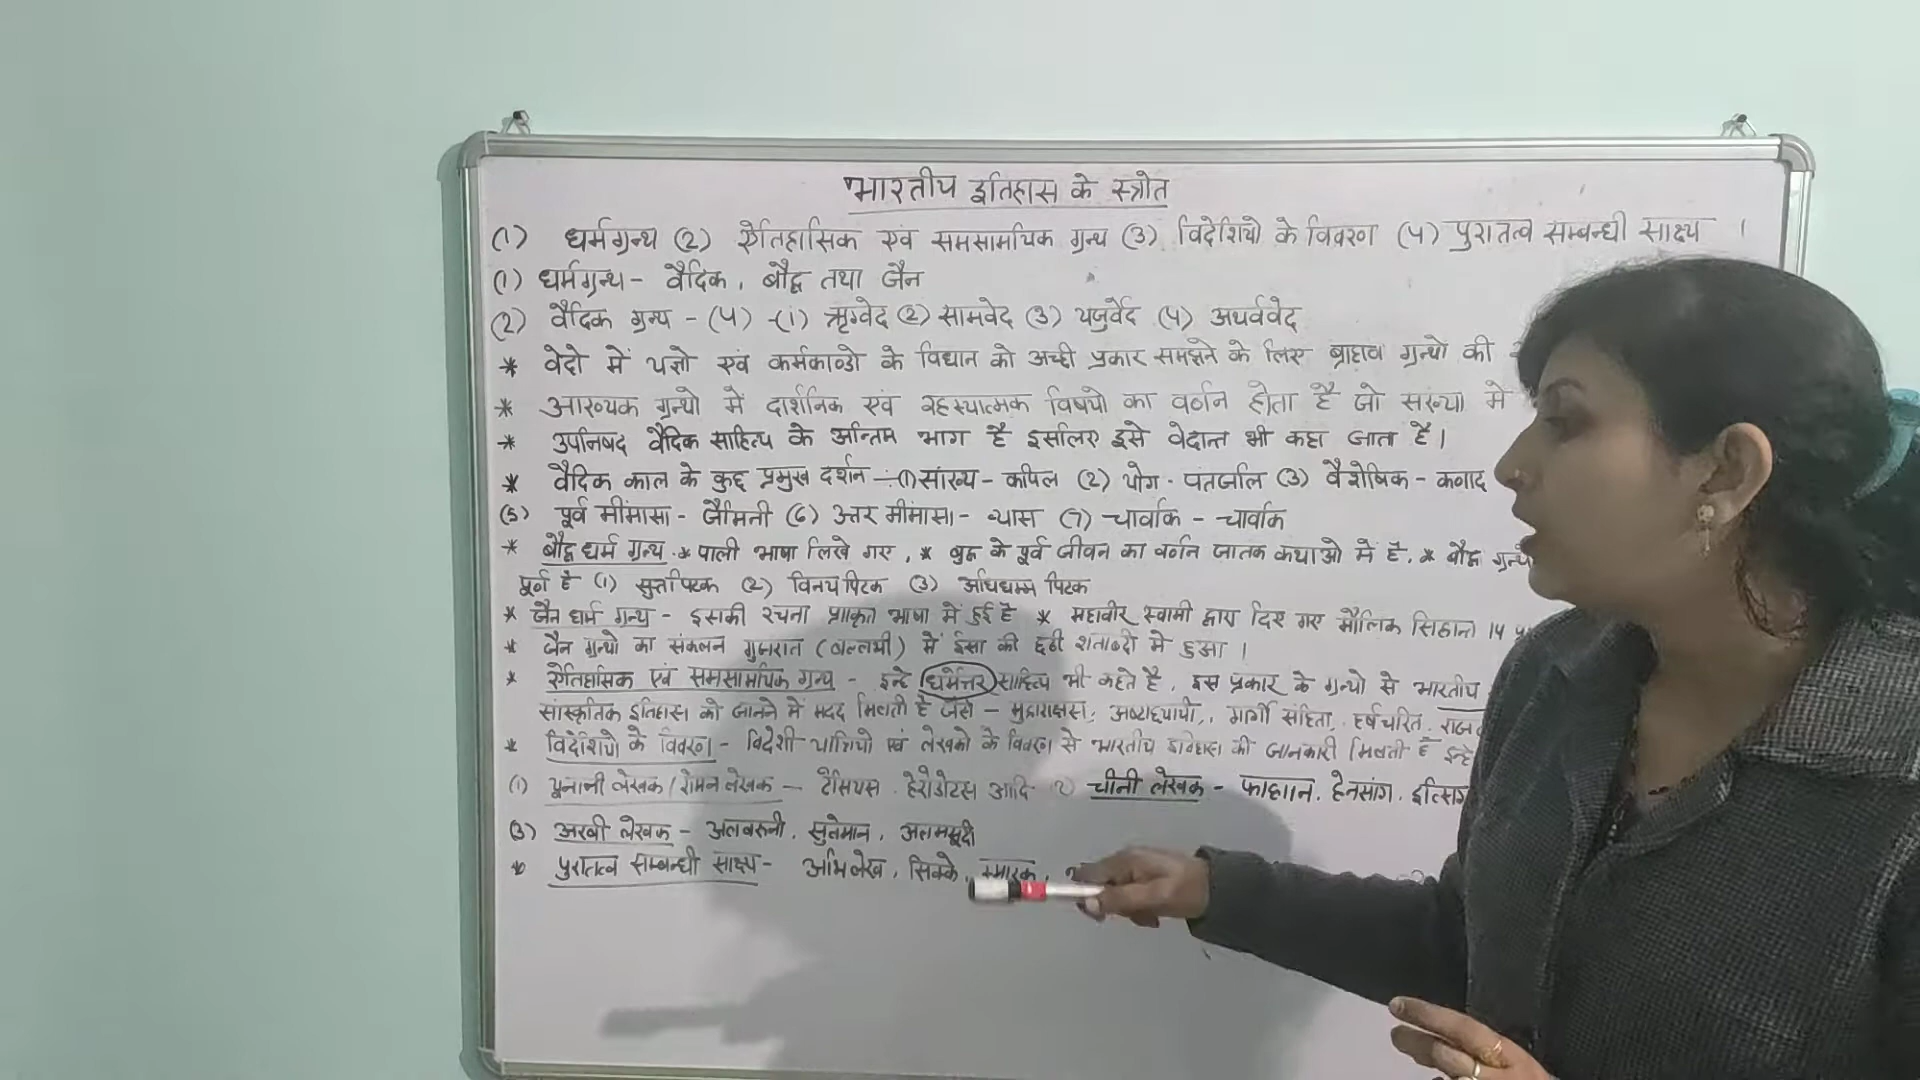 भारतीय इतिहास के स्त्रोत
(1) धर्मग्रन्थ (2) ऐतिहासिक एवं समसामयिक ग्रन्थ (3) विदेशियो के विवरण (4) पुरातत्व सम्बन्धी साक्ष्य ।
(1) धर्मग्रन्थ - वैदिक, बौद्ध तथा जैन
(2) वैदिक ग्रन्थ - (4) -(1) ऋग्वेद (2) सामवेद (3) यजुर्वेद (4) अथर्ववेद
* वेदो में यज्ञो एवं कर्मकाण्डो के विधान को अच्छी प्रकार समझने के लिए ब्राह्मण ग्रन्थो की
* आरण्यक ग्रन्थो में दार्शनिक एवं रहस्यात्मक विषयो का वर्णन होता है जो संख्या में
* उपनिषद वैदिक साहित्य के अन्तिम भाग है इसलिए इसे वेदान्त भी कहा जाता है।
* वैदिक काल के कुछ प्रमुख दर्शन - (1) सांख्य - कपिल (2) योग - पतंजलि (3) वैशेषिक - कणाद
(5) पूर्व मीमांसा - जैमिनी (6) उत्तर मीमांसा - व्यास (7) चार्वाक - चार्वाक
* बौद्ध धर्म ग्रन्थ - * पाली भाषा लिखे गए, * बुद्ध के पूर्व जीवन का वर्णन जातक कथाओ में है, * बौद्ध ग्रन्थ
पूर्ण है (1) सुत्तपिटक (2) विनयपिटक (3) अभिधम्म पिटक
* जैन धर्म ग्रन्थ - इसकी रचना प्राकृत भाषा में हुई है * महावीर स्वामी द्वारा दिए गए मौलिक सिद्धान्त 14
* जैन ग्रन्थो का संकलन गुजरात (बल्लभी) में ईसा की छठी शताब्दी में हुआ ।
* ऐतिहासिक एवं समसामयिक ग्रन्थ - इन्हे धर्मेत्तर साहित्य भी कहते है, इस प्रकार के ग्रन्थो से भारतीय
सांस्कृतिक इतिहास को जानने में मदद मिलती है जैसे - मुद्राराक्षस, अष्टाध्यायी, गार्गी संहिता, हर्षचरित,
* विदेशियो के विवरण - विदेशी यात्रियो एवं लेखको के विवरण से भारतीय इतिहास की जानकारी मिलती है इन्हे
(1) यूनानी लेखक / रोमन लेखक - टेसियस, हेरोडोटस आदि (2) चीनी लेखक - फाह्यान, हेनसांग, इत्सिंग
(3) अरबी लेखक - अलबरुनी, सुलेमान, अलमसूदी
* पुरातत्व सम्बन्धी साक्ष्य - अभिलेख, सिक्के, स्मारक,